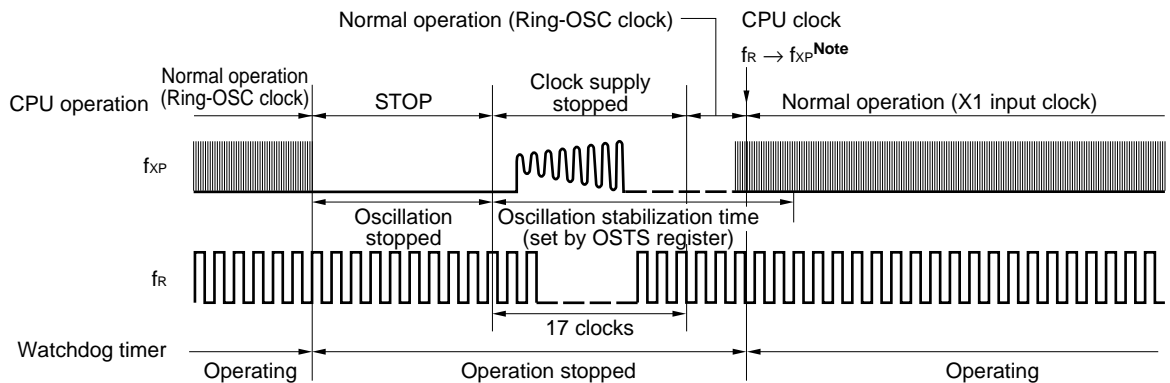 Normal operation (Ring-OSC clock)
CPU clock
fR → fXPNote
Normal operation
(Ring-OSC clock)
CPU operation
STOP
Clock supply
stopped
Normal operation (X1 input clock)
fXP
Oscillation
stopped
Oscillation stabilization time
(set by OSTS register)
fR
17 clocks
Watchdog timer
Operating
Operation stopped
Operating